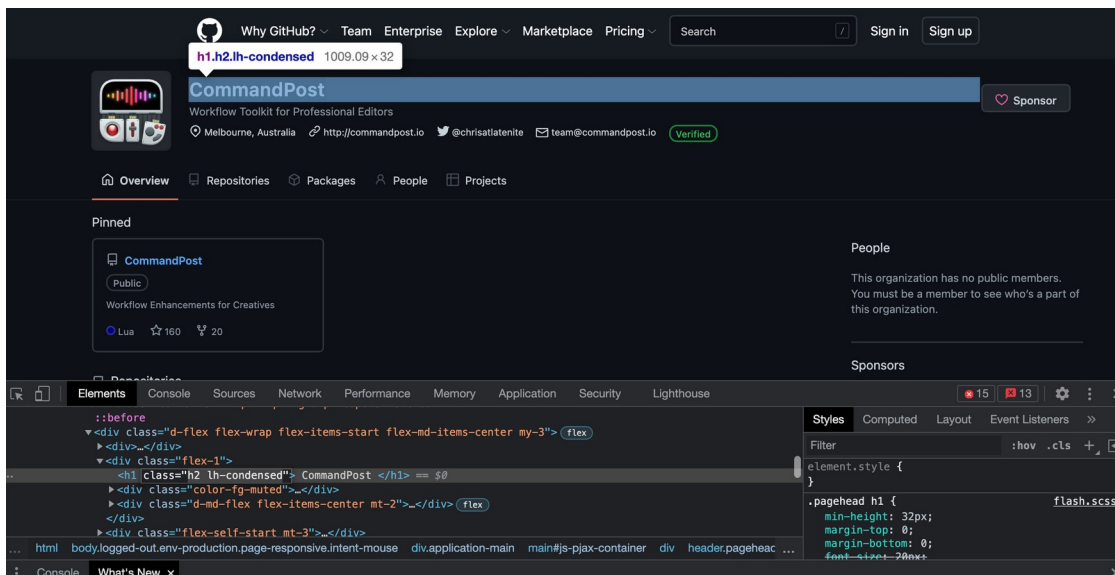 Why GitHub? Team Enterprise Explore Marketplace Pricing Search / Sign in Sign up
h1.h2.lh-condensed 1009.09 × 32
CommandPost
Sponsor
Workflow Toolkit for Professional Editors
Melbourne, Australia http://commandpost.io @chrisatlatenite team@commandpost.io Verified
Overview Repositories Packages People Projects
Pinned
CommandPost
Public
Workflow Enhancements for Creatives
Lua 160 20
People
This organization has no public members.
You must be a member to see who's a part of
this organization.
Sponsors
Repositories
Elements Console Sources Network Performance Memory Application Security Lighthouse 15 13
::before
<div class="d-flex flex-wrap flex-items-start flex-md-items-center my-3"> flex
<div>…</div>
<div class="flex-1">
<h1 class="h2 lh-condensed"> CommandPost </h1> == $0
<div class="color-fg-muted">…</div>
<div class="d-md-flex flex-items-center mt-2">…</div> flex
</div>
<div class="flex-self-start mt-3">…</div>
... html body.logged-out.env-production.page-responsive.intent-mouse div.application-main main#js-pjax-container div header.pagehead ...
Styles Computed Layout Event Listeners »
Filter :hov .cls +
element.style {
}
.pagehead h1 { flash.scss
min-height: 32px;
margin-top: 0;
margin-bottom: 0;
font-size: 20px;
Console What's New ×